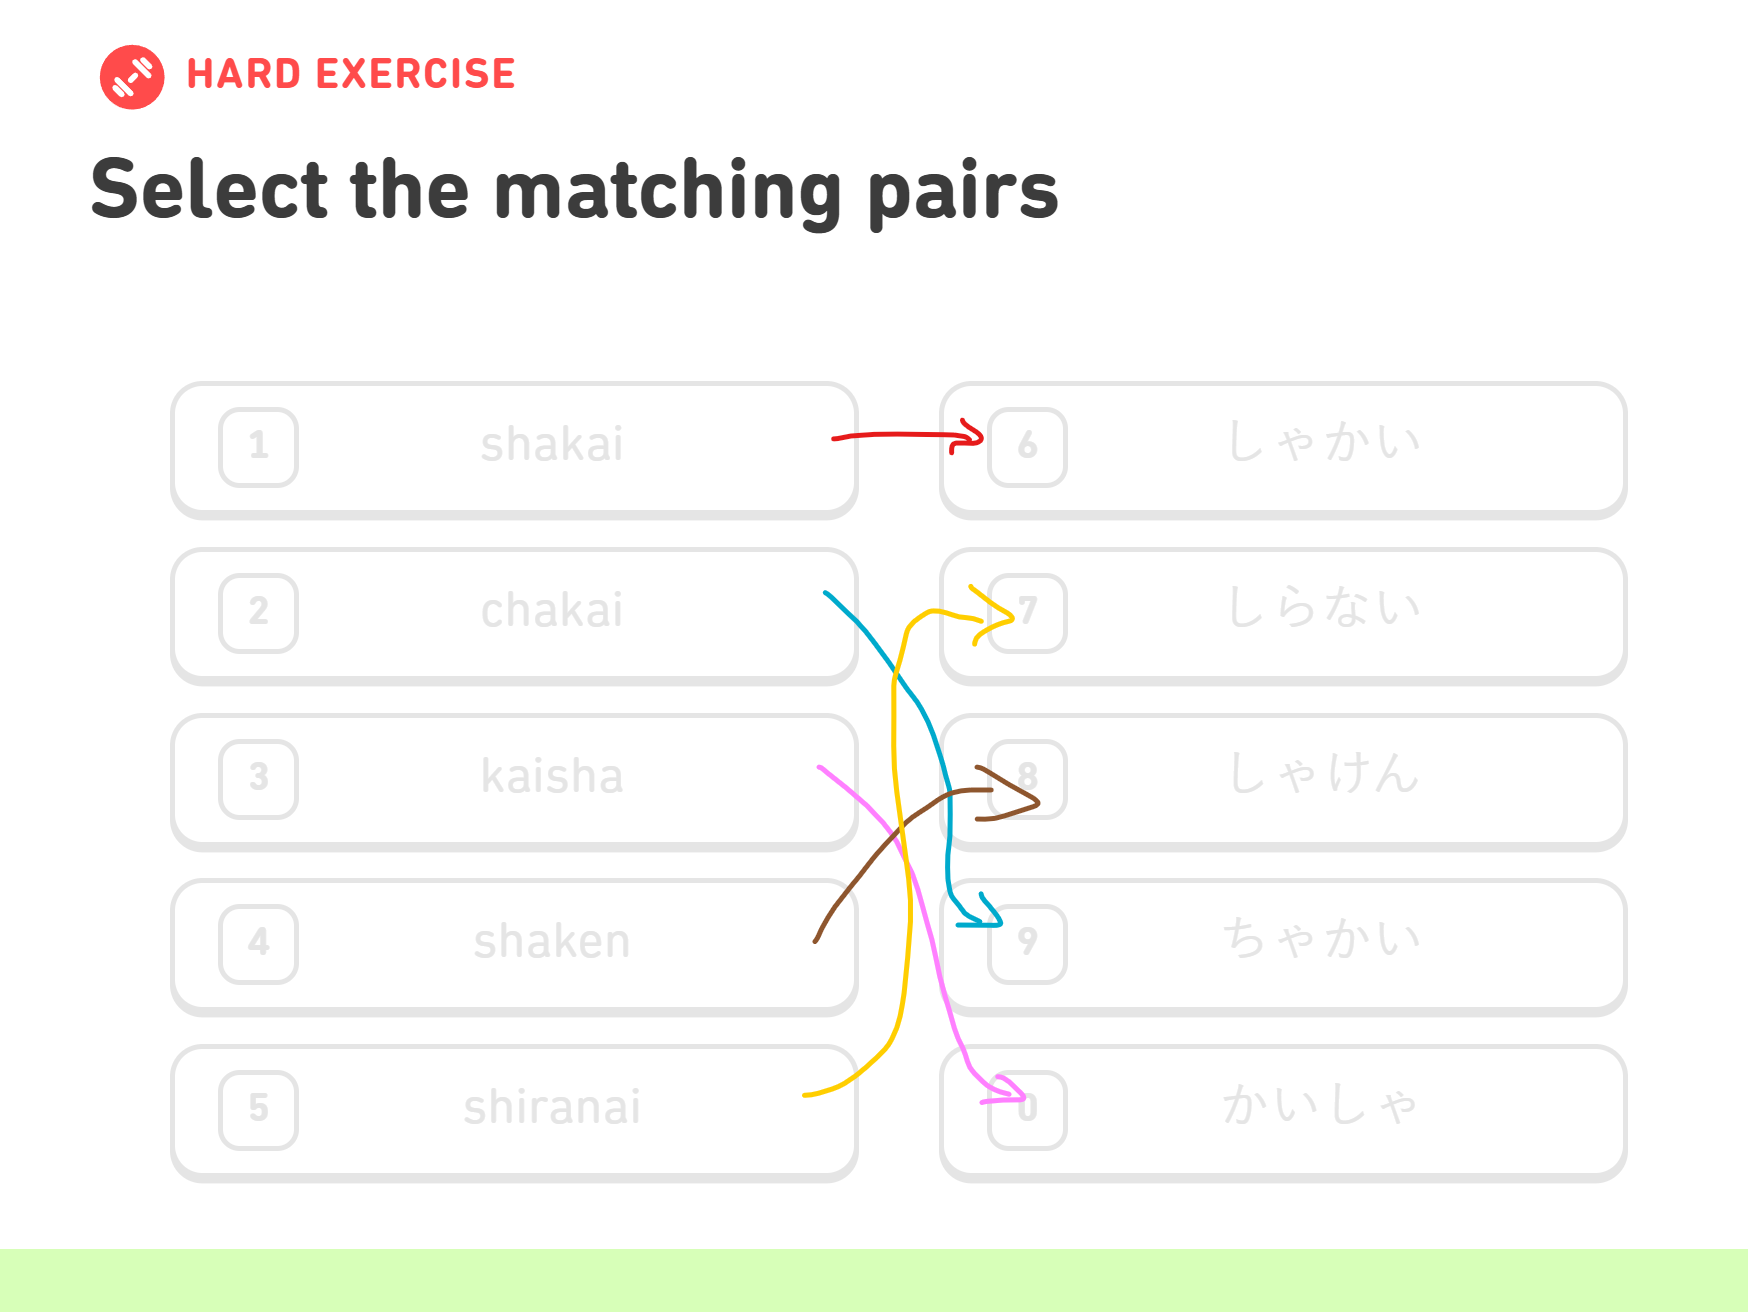 HARD EXERCISE
Select the matching pairs
1 shakai 6 しゃかい
2 chakai 7 しらない
3 kaisha 8 しゃけん
4 shaken 9 ちゃかい
5 shiranai 0 かいしゃ